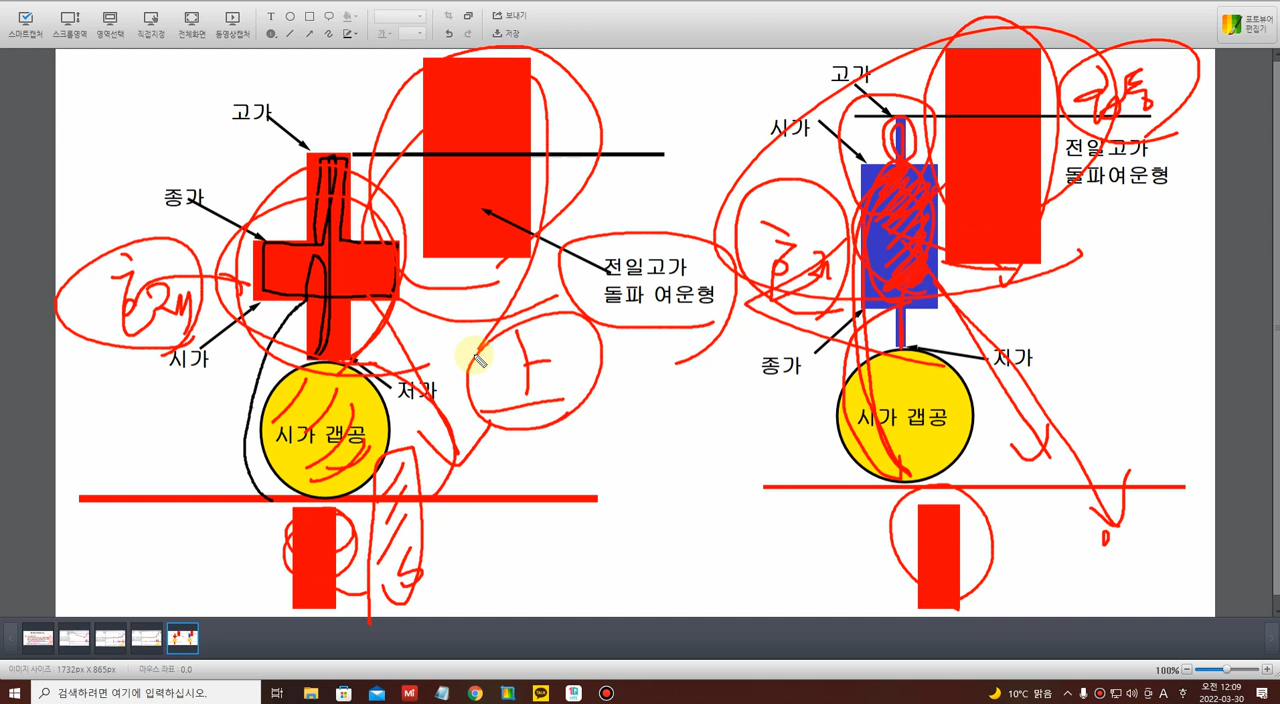 스마트캡처
스크롤영역
영역선택
직접지정
전체화면
동영상캡처
보내기
저장
포토뷰어
편집기
고가
종가
시가
저가
시가 갭공
전일고가
돌파 여운형
上
고가
시가
종가
저가
시가 갭공
전일고가
돌파여운형
급등
이미지 사이즈 1732px X 865px
마우스 좌표 : 0,0
100%
검색하려면 여기에 입력하십시오.
10°C 맑음
A
오전 12:09
2022-03-30